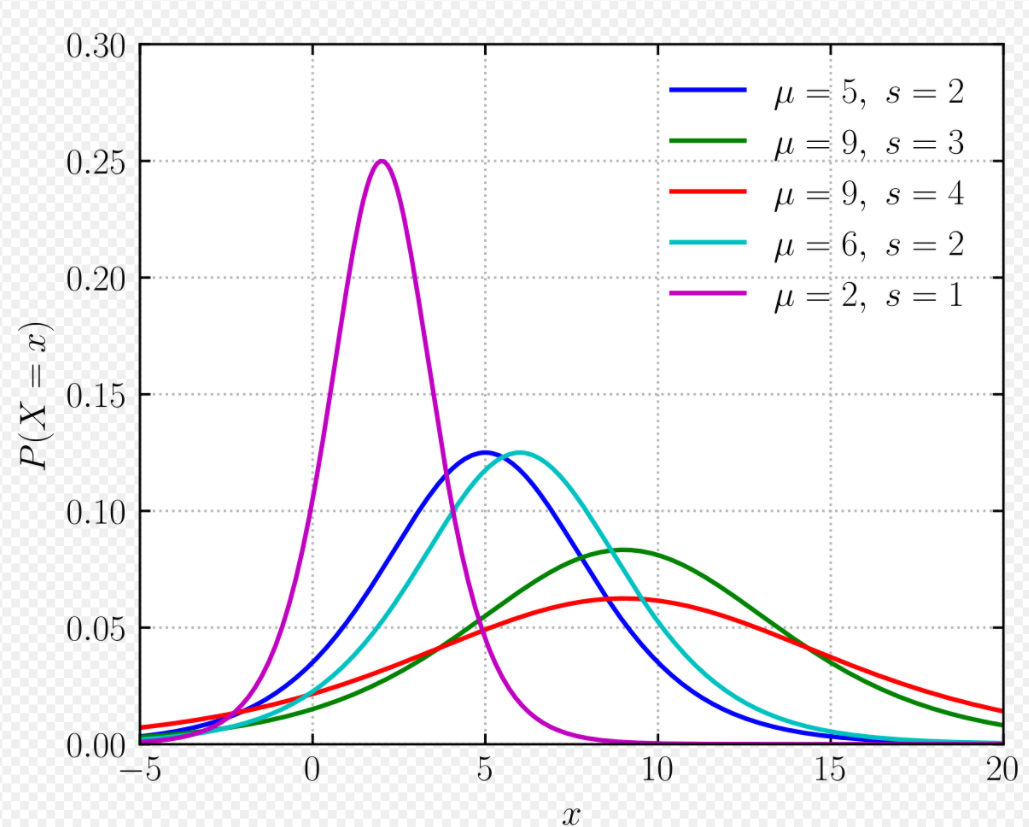 0.30
0.25
0.20
0.15
0.10
0.05
0.00
P(X = x)
μ = 5, s = 2
μ = 9, s = 3
μ = 9, s = 4
μ = 6, s = 2
μ = 2, s = 1
−5 0 5 10 15 20
x